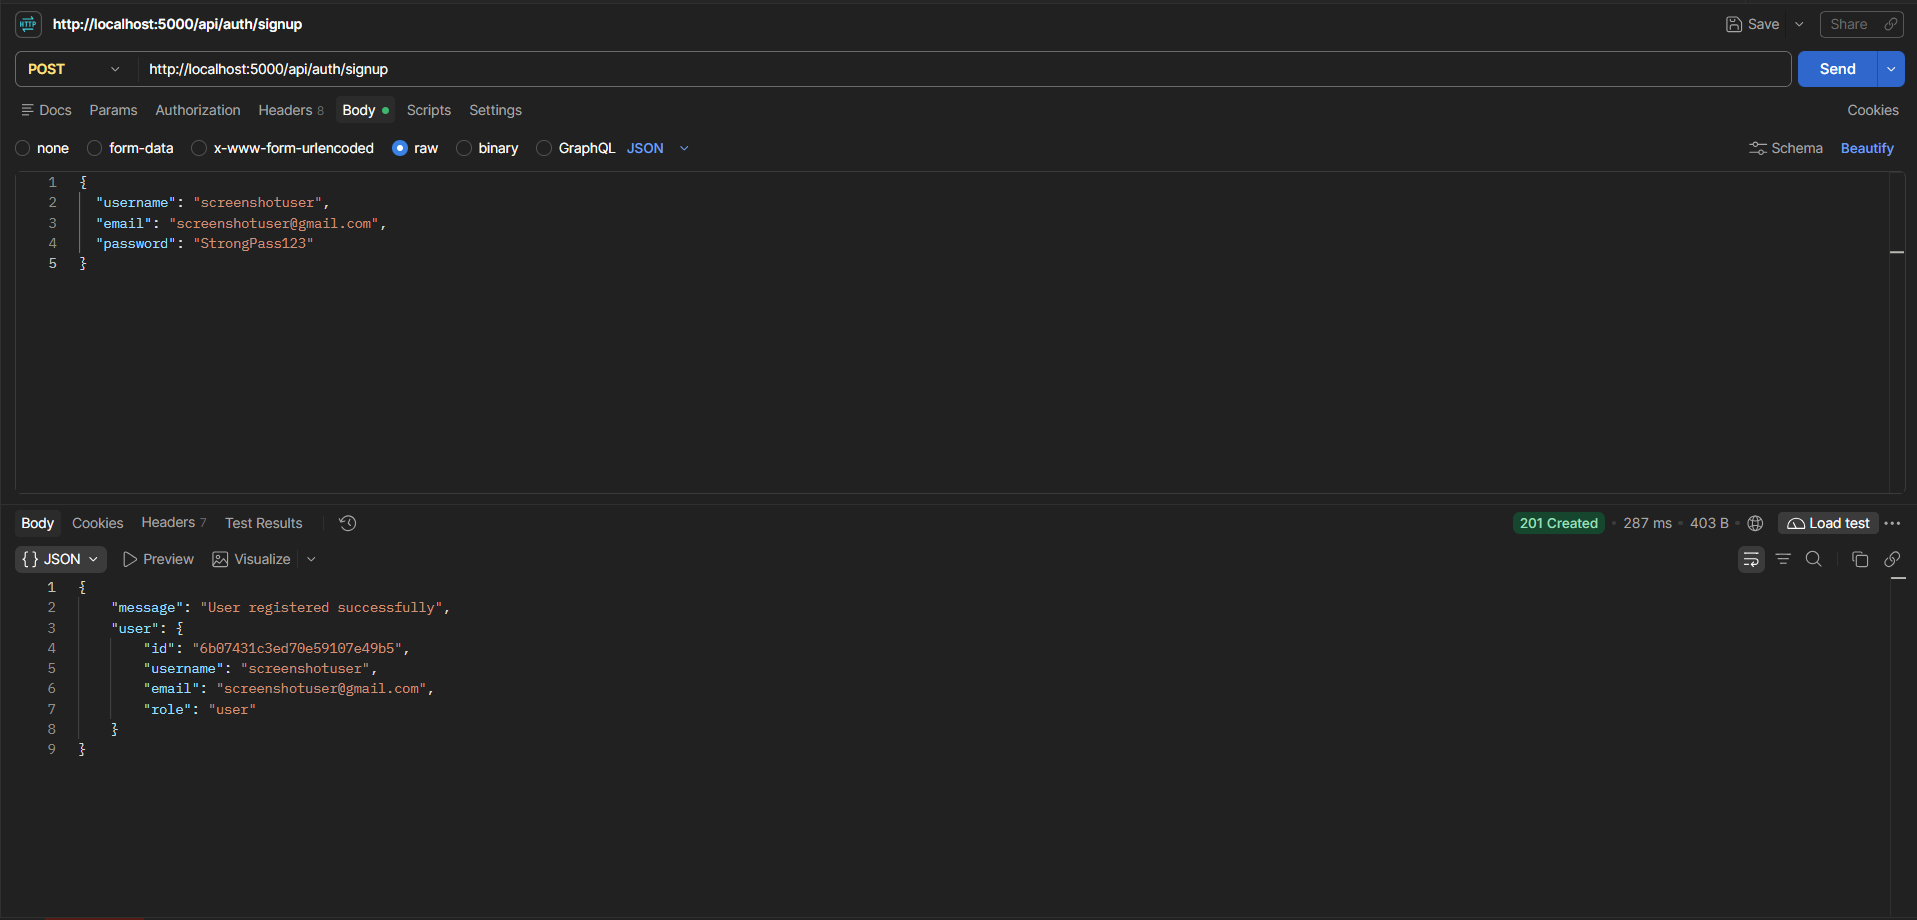 HTTP http://localhost:5000/api/auth/signup Save Share
POST http://localhost:5000/api/auth/signup Send
Docs Params Authorization Headers 8 Body Scripts Settings Cookies
none form-data x-www-form-urlencoded raw binary GraphQL JSON Schema Beautify
1 {
2 "username": "screenshotuser",
3 "email": "screenshotuser@gmail.com",
4 "password": "StrongPass123"
5 }
Body Cookies Headers 7 Test Results 201 Created • 287 ms • 403 B • Load test
{} JSON Preview Visualize
1 {
2 "message": "User registered successfully",
3 "user": {
4 "id": "6b07431c3ed70e59107e49b5",
5 "username": "screenshotuser",
6 "email": "screenshotuser@gmail.com",
7 "role": "user"
8 }
9 }